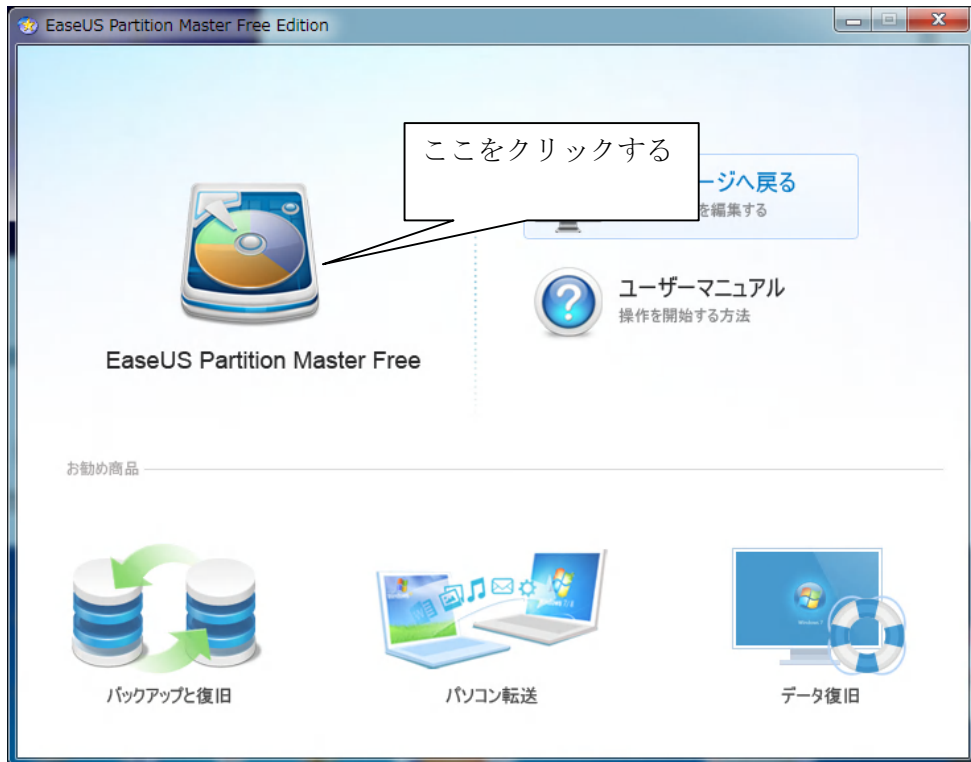 EaseUS Partition Master Free Edition
ここをクリックする
ージへ戻る
を編集する
ユーザーマニュアル
操作を開始する方法
EaseUS Partition Master Free
お勧め商品
バックアップと復旧
パソコン転送
データ復旧